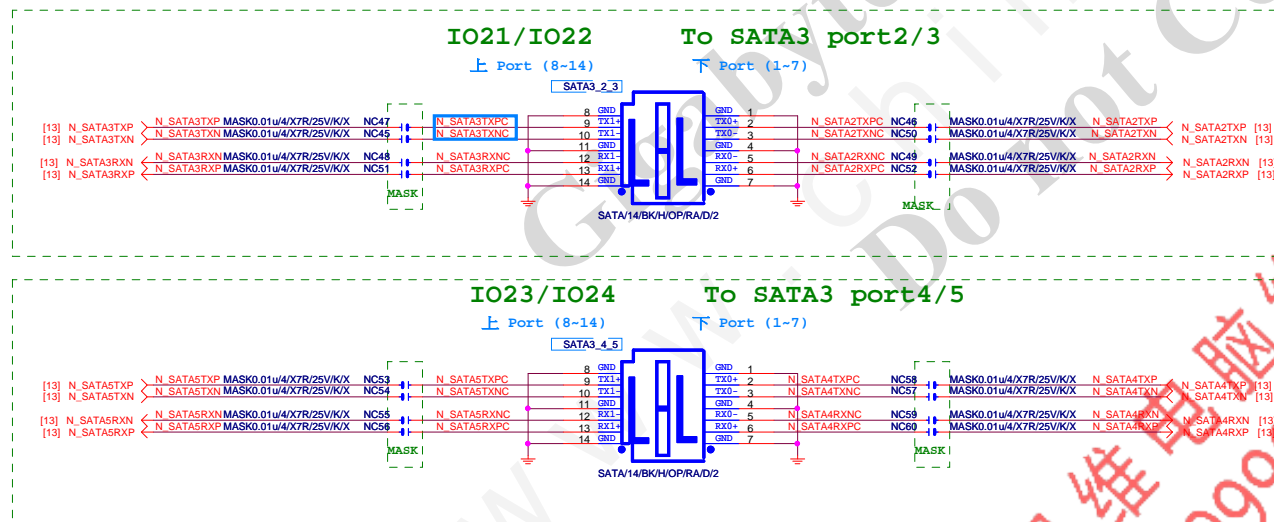 IO21/IO22 To SATA3 port2/3
上 Port (8~14) 下 Port (1~7)
SATA3_2_3
8 GND GND 1
[13] N_SATA3TXP N_SATA3TXP MASK0.01u/4/X7R/25V/K/X NC47 N_SATA3TXPC 9 TX1+ TX0+ 2 N_SATA2TXPC NC46 MASK0.01u/4/X7R/25V/K/X N_SATA2TXP N_SATA2TXP [13]
[13] N_SATA3TXN N_SATA3TXN MASK0.01u/4/X7R/25V/K/X NC45 N_SATA3TXNC 10 TX1- TX0- 3 N_SATA2TXNC NC50 MASK0.01u/4/X7R/25V/K/X N_SATA2TXN N_SATA2TXN [13]
11 GND GND 4
[13] N_SATA3RXN N_SATA3RXN MASK0.01u/4/X7R/25V/K/X NC48 N_SATA3RXNC 12 RX1- RX0- 5 N_SATA2RXNC NC49 MASK0.01u/4/X7R/25V/K/X N_SATA2RXN N_SATA2RXN [13]
[13] N_SATA3RXP N_SATA3RXP MASK0.01u/4/X7R/25V/K/X NC51 N_SATA3RXPC 13 RX1+ RX0+ 6 N_SATA2RXPC NC52 MASK0.01u/4/X7R/25V/K/X N_SATA2RXP N_SATA2RXP [13]
14 GND GND 7
MASK MASK
SATA/14/BK/H/OP/RA/D/2
IO23/IO24 To SATA3 port4/5
上 Port (8~14) 下 Port (1~7)
SATA3_4_5
8 GND GND 1
[13] N_SATA5TXP N_SATA5TXP MASK0.01u/4/X7R/25V/K/X NC53 N_SATA5TXPC 9 TX1+ TX0+ 2 N_SATA4TXPC NC58 MASK0.01u/4/X7R/25V/K/X N_SATA4TXP N_SATA4TXP [13]
[13] N_SATA5TXN N_SATA5TXN MASK0.01u/4/X7R/25V/K/X NC54 N_SATA5TXNC 10 TX1- TX0- 3 N_SATA4TXNC NC57 MASK0.01u/4/X7R/25V/K/X N_SATA4TXN N_SATA4TXN [13]
11 GND GND 4
[13] N_SATA5RXN N_SATA5RXN MASK0.01u/4/X7R/25V/K/X NC55 N_SATA5RXNC 12 RX1- RX0- 5 N_SATA4RXNC NC59 MASK0.01u/4/X7R/25V/K/X N_SATA4RXN N_SATA4RXN [13]
[13] N_SATA5RXP N_SATA5RXP MASK0.01u/4/X7R/25V/K/X NC56 N_SATA5RXPC 13 RX1+ RX0+ 6 N_SATA4RXPC NC60 MASK0.01u/4/X7R/25V/K/X N_SATA4RXP N_SATA4RXP [13]
14 GND GND 7
MASK MASK
SATA/14/BK/H/OP/RA/D/2
Gigabyte
Do not Co